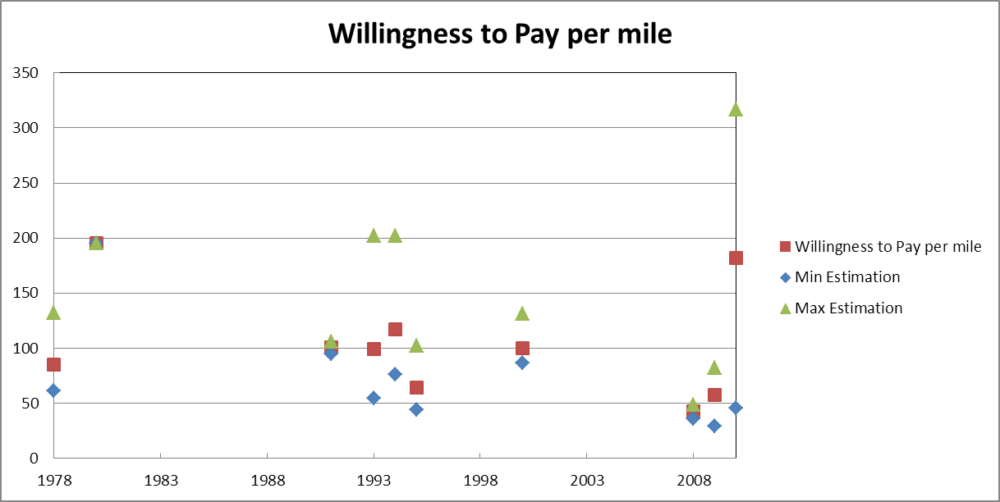 Willingness to Pay per mile
350
300
250
200
150
100
50
0
1978 1983 1988 1993 1998 2003 2008
Willingness to Pay per mile
Min Estimation
Max Estimation